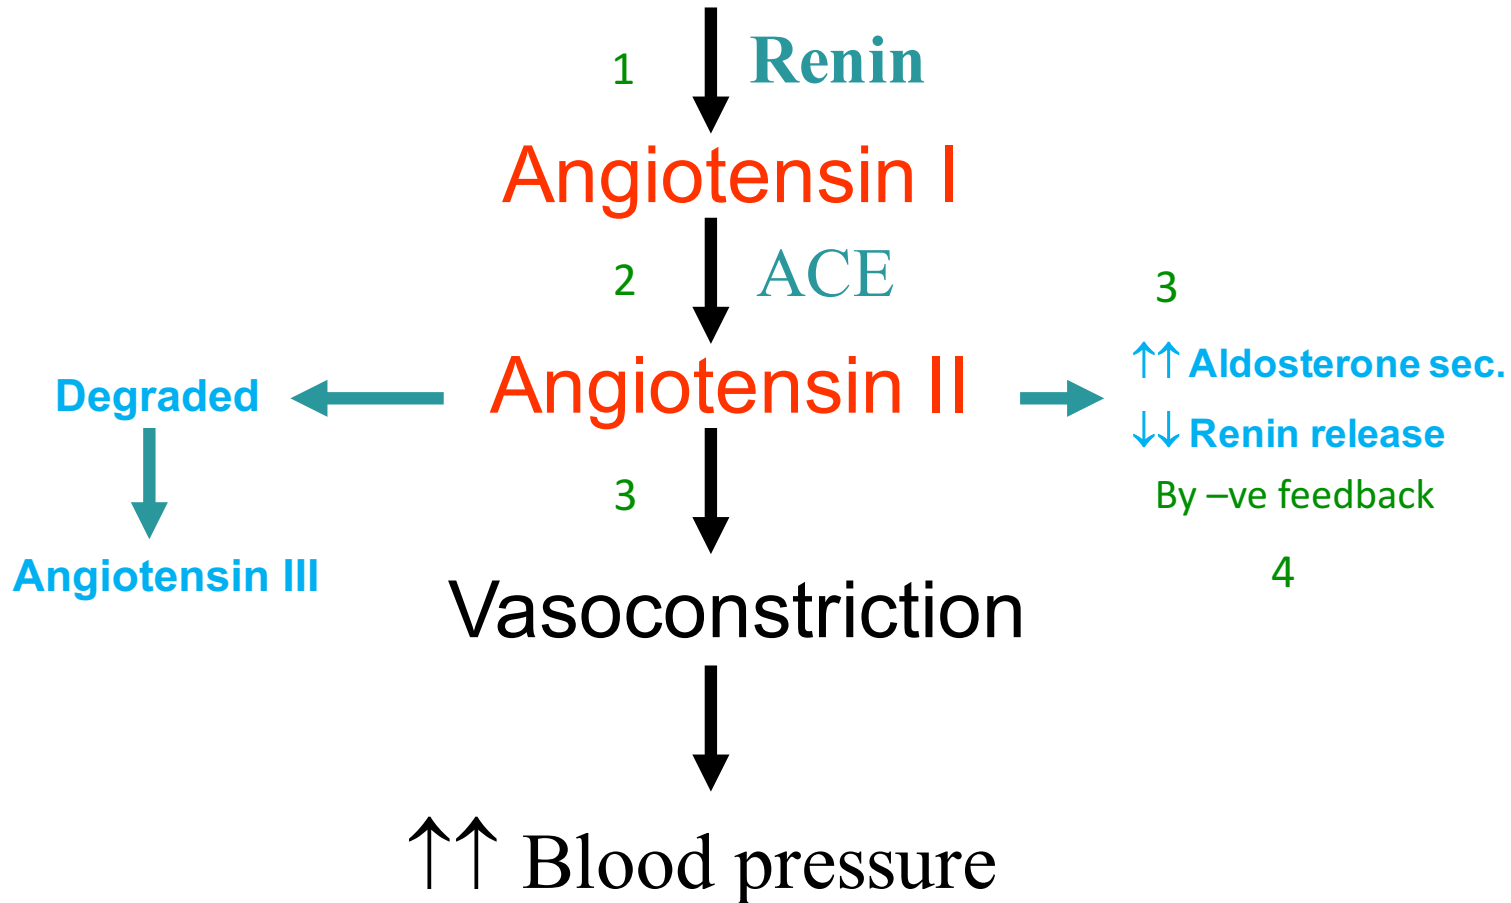 1 Renin
Angiotensin I
2 ACE
3
↑↑ Aldosterone sec.
Degraded
Angiotensin II
↓↓ Renin release
3
By –ve feedback
Angiotensin III
4
Vasoconstriction
↑↑ Blood pressure